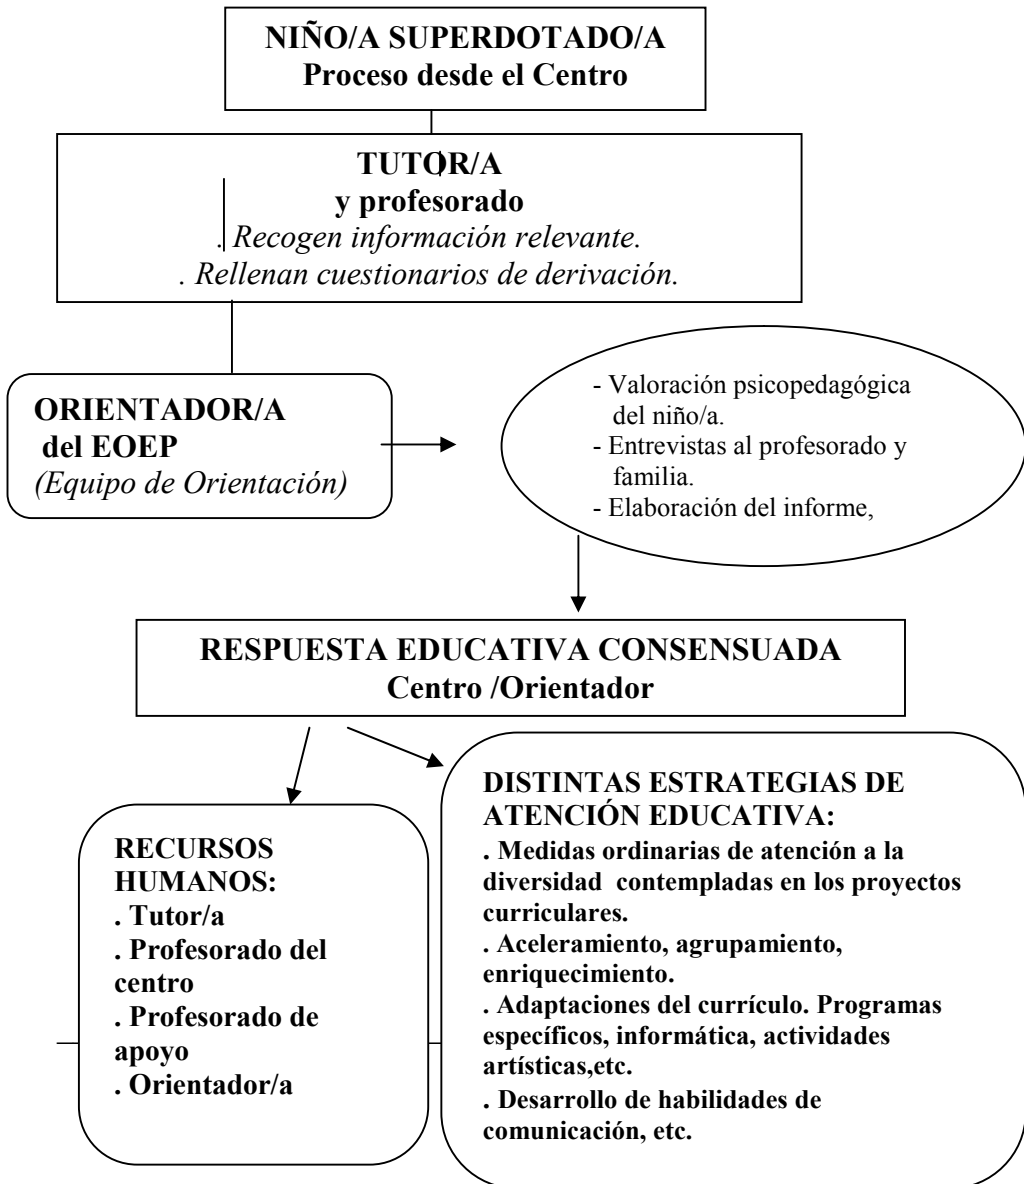 NIÑO/A SUPERDOTADO/A
Proceso desde el Centro
TUTOR/A
y profesorado
. Recogen información relevante.
. Rellenan cuestionarios de derivación.
ORIENTADOR/A
del EOEP
(Equipo de Orientación)
- Valoración psicopedagógica
del niño/a.
- Entrevistas al profesorado y
familia.
- Elaboración del informe,
RESPUESTA EDUCATIVA CONSENSUADA
Centro /Orientador
RECURSOS
HUMANOS:
. Tutor/a
. Profesorado del
centro
. Profesorado de
apoyo
. Orientador/a
DISTINTAS ESTRATEGIAS DE
ATENCIÓN EDUCATIVA:
. Medidas ordinarias de atención a la
diversidad contempladas en los proyectos
curriculares.
. Aceleramiento, agrupamiento,
enriquecimiento.
. Adaptaciones del currículo. Programas
específicos, informática, actividades
artísticas,etc.
. Desarrollo de habilidades de
comunicación, etc.